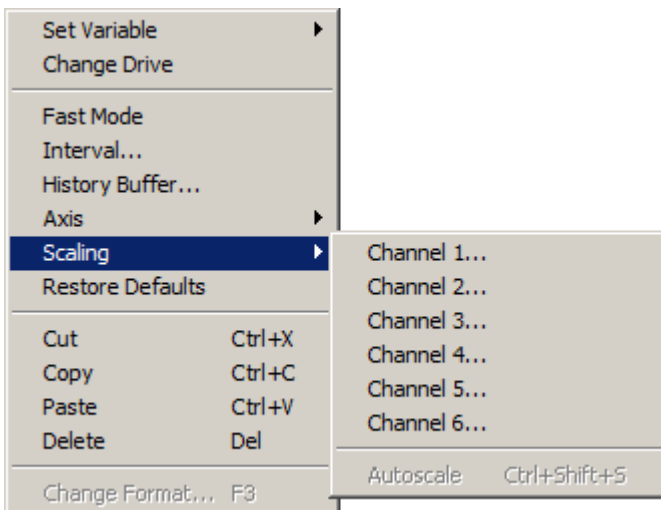 Set Variable
Change Drive
Fast Mode
Interval...
History Buffer...
Axis
Scaling
Restore Defaults
Cut Ctrl+X
Copy Ctrl+C
Paste Ctrl+V
Delete Del
Change Format... F3
Channel 1...
Channel 2...
Channel 3...
Channel 4...
Channel 5...
Channel 6...
Autoscale Ctrl+Shift+S